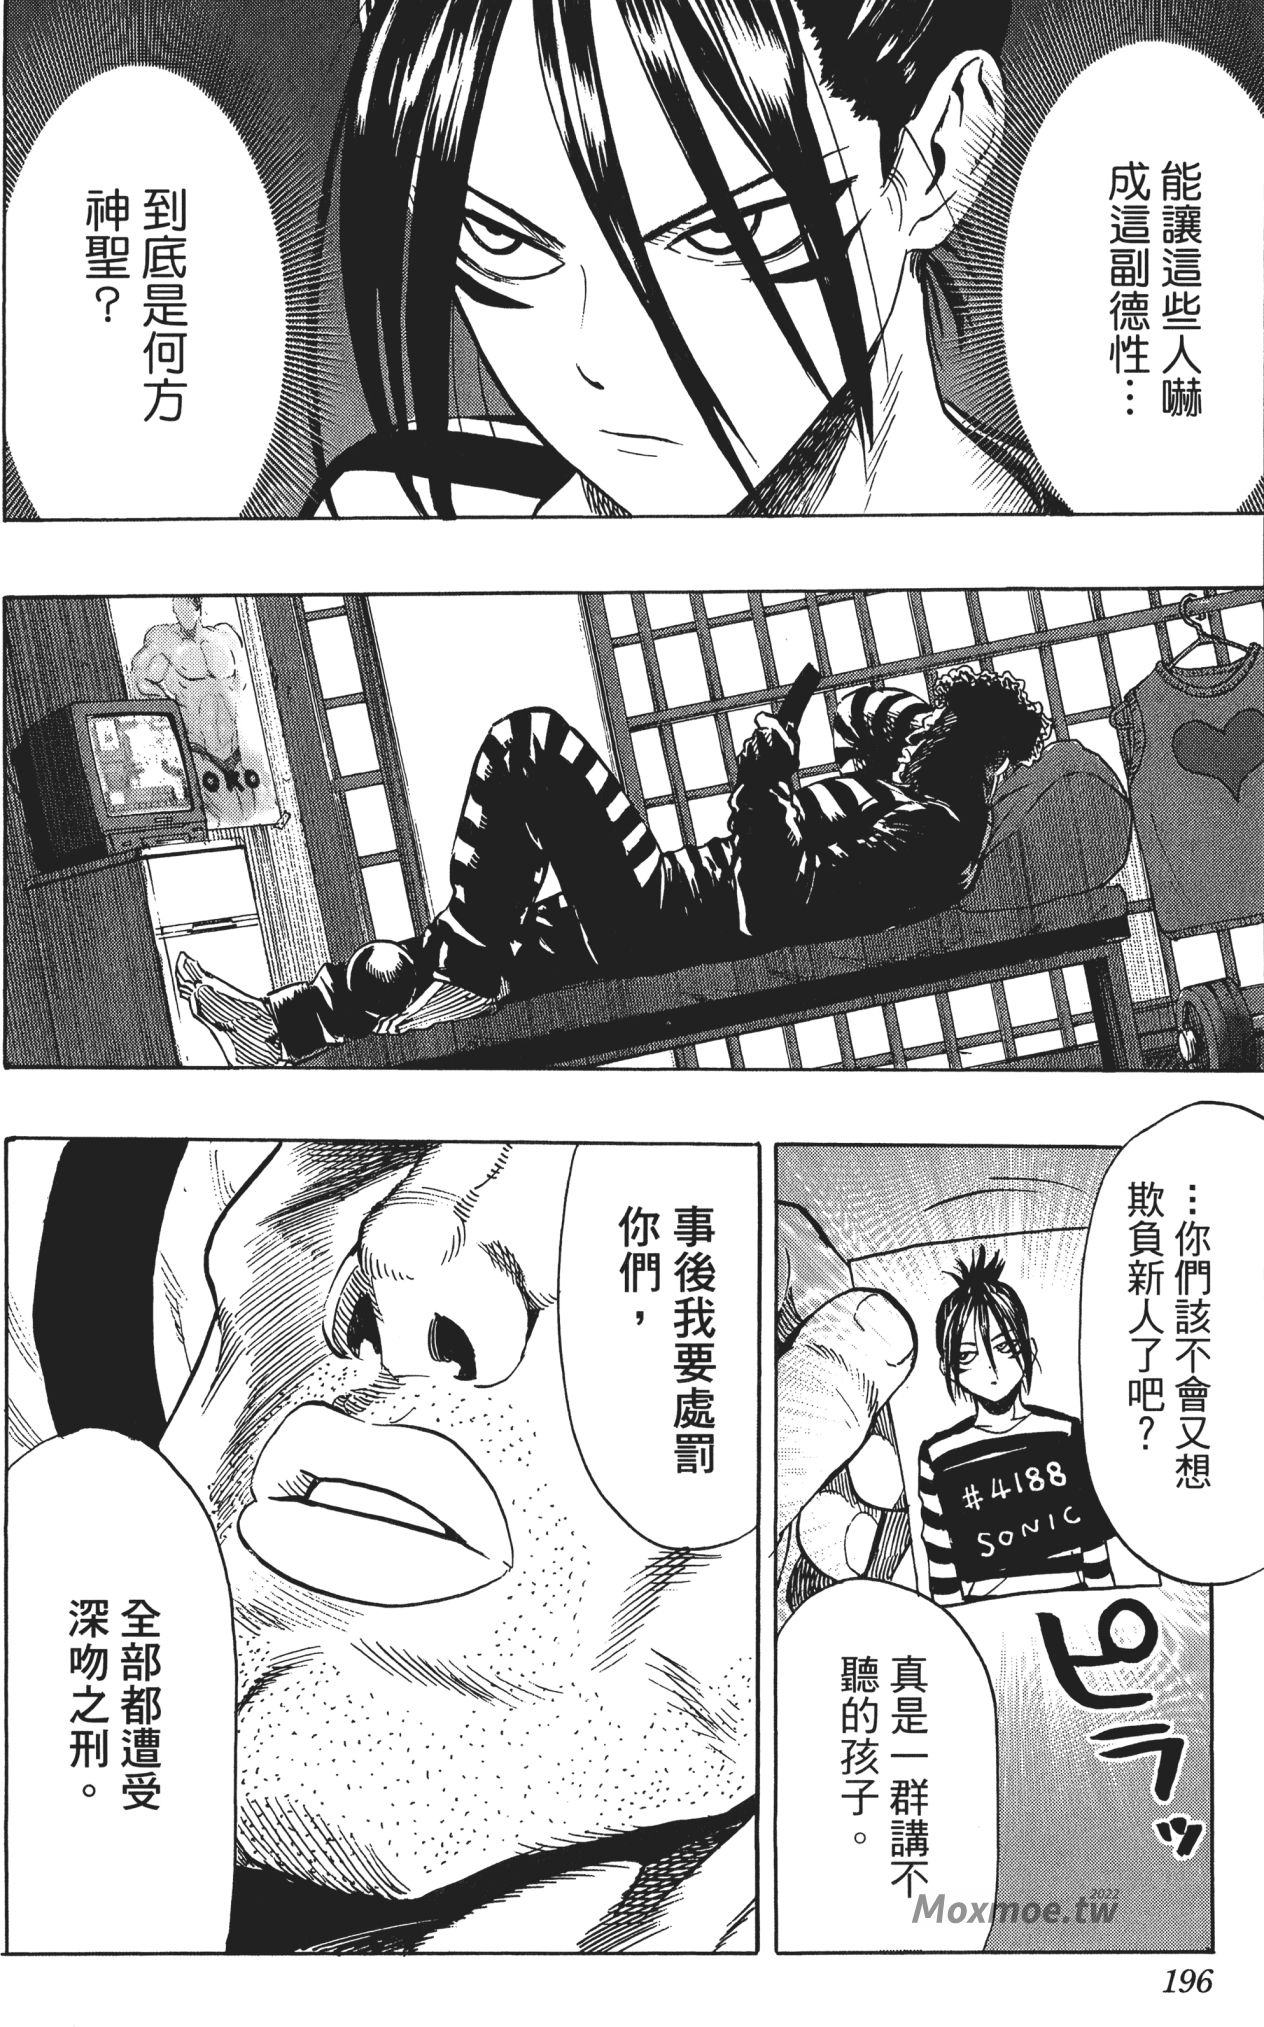 能讓這些人嚇
成這副德性…
到底是何方
神聖?
OKO
…你們該不會又想
欺負新人了吧?
#4188
SONIC
ピラッ
真是一群講不
聽的孩子。
事後我要處罰
你們，
全部都遭受
深吻之刑。
2022
Moxmoe.tw
196